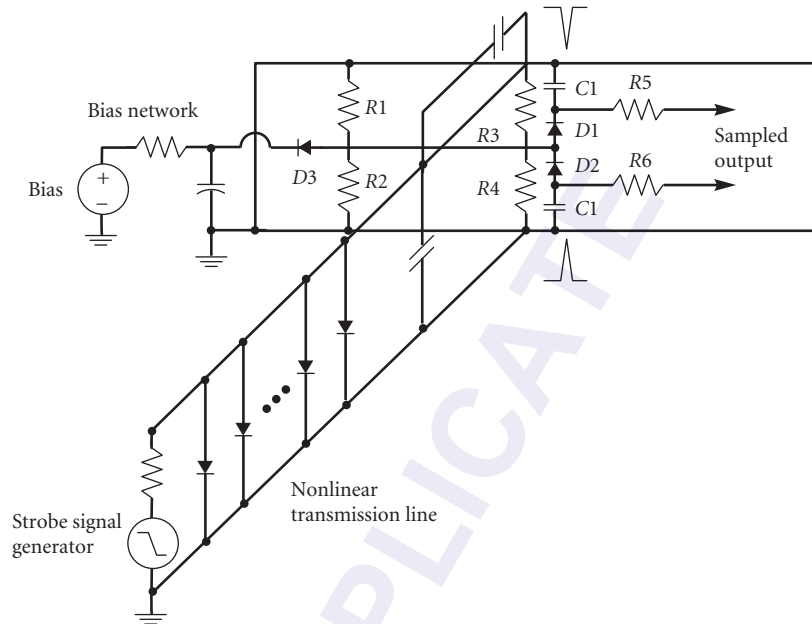 C1
R5
Bias network
R1
D1
R3
Sampled
output
D3
R2
D2
R6
Bias
+
−
R4
C1
PLICATE
Nonlinear
transmission line
Strobe signal
generator